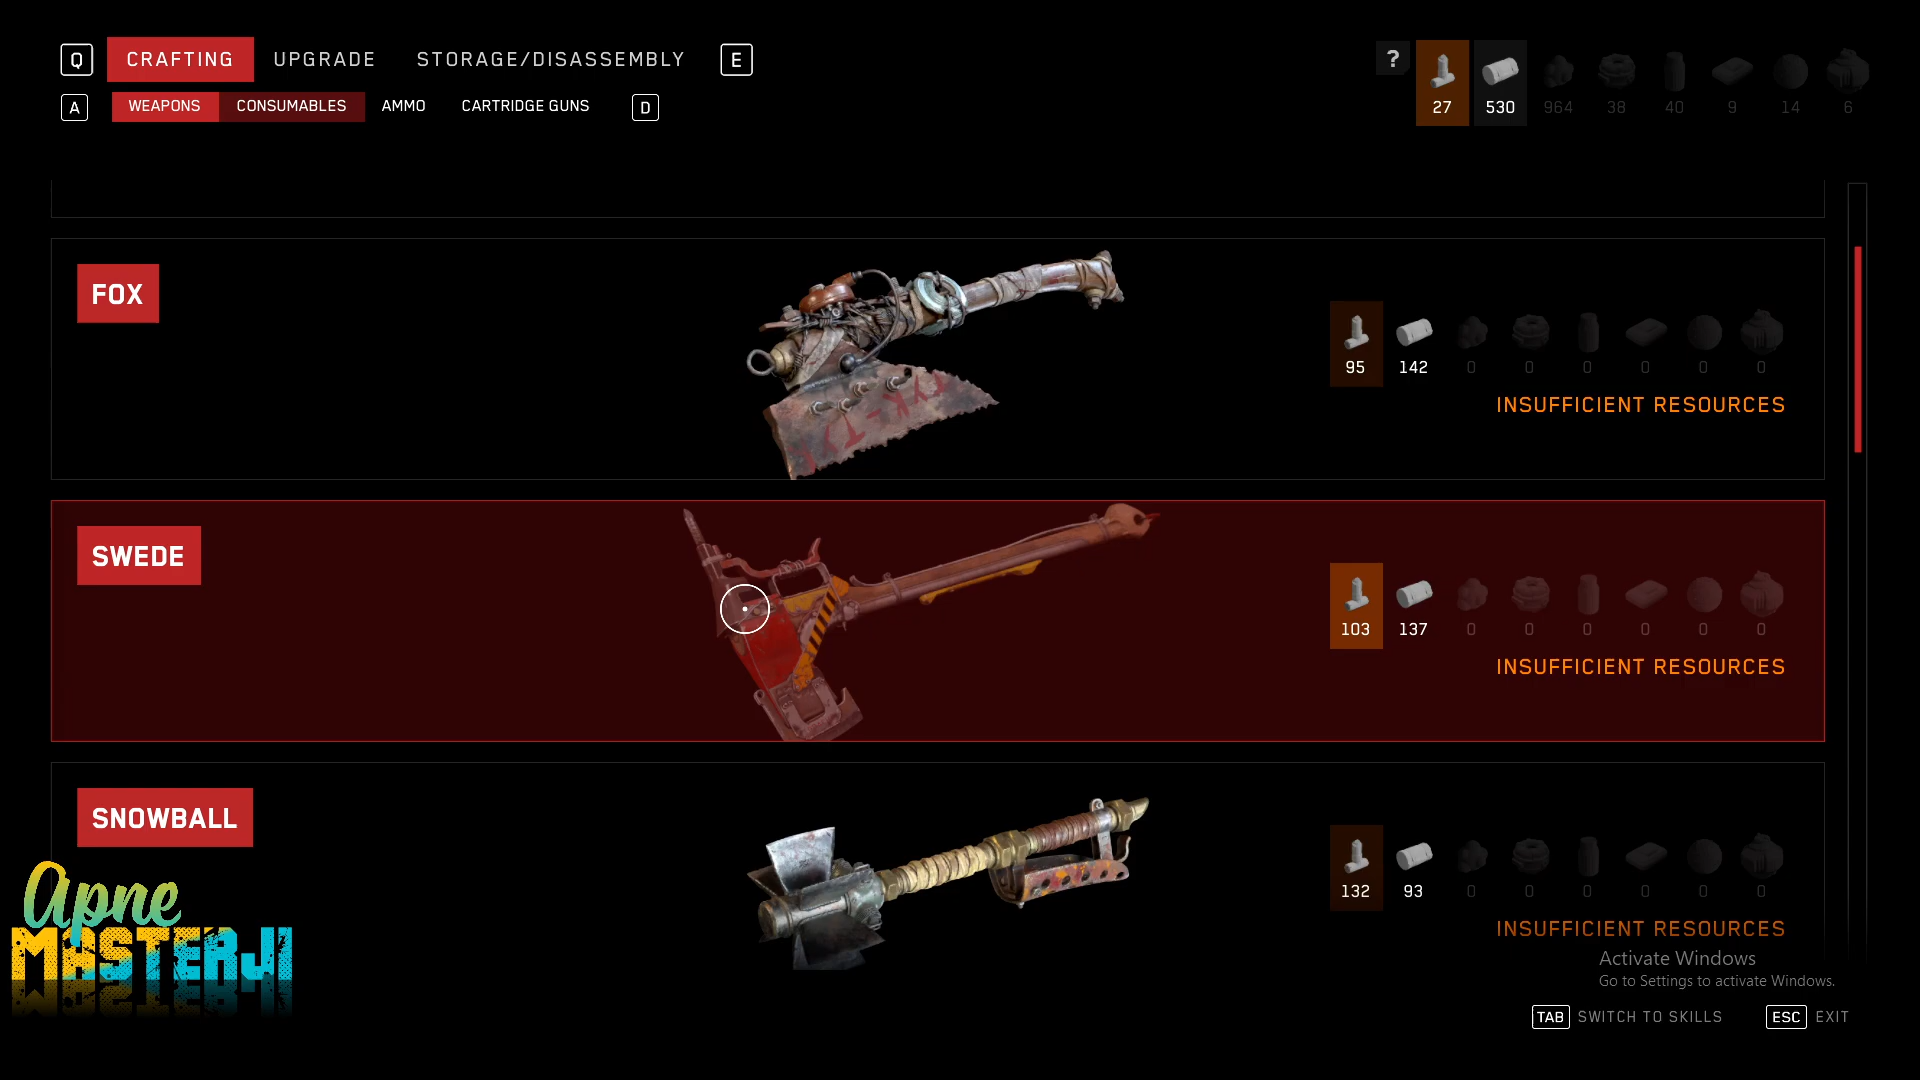 Q CRAFTING UPGRADE STORAGE/DISASSEMBLY E
A WEAPONS CONSUMABLES AMMO CARTRIDGE GUNS D
?
27 530 964 38 40 9 14 6
FOX
95 142 0 0 0 0 0 0
INSUFFICIENT RESOURCES
SWEDE
103 137 0 0 0 0 0 0
INSUFFICIENT RESOURCES
SNOWBALL
132 93 0 0 0 0 0 0
INSUFFICIENT RESOURCES
Apne
MASTERJI
Activate Windows
Go to Settings to activate Windows.
TAB SWITCH TO SKILLS ESC EXIT